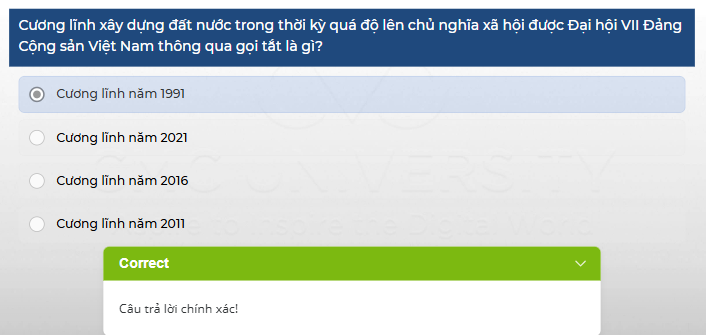 Cương lĩnh xây dựng đất nước trong thời kỳ quá độ lên chủ nghĩa xã hội được Đại hội VII Đảng
Cộng sản Việt Nam thông qua gọi tắt là gì?
Cương lĩnh năm 1991
Cương lĩnh năm 2021
Cương lĩnh năm 2016
Cương lĩnh năm 2011
Correct
Câu trả lời chính xác!